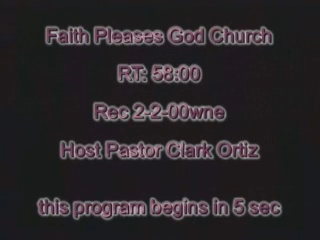 Faith Pleases God Church
RT: 58:00
Rec 2-2-00wne
Host Pastor Clark Ortiz
this program begins in 5 sec